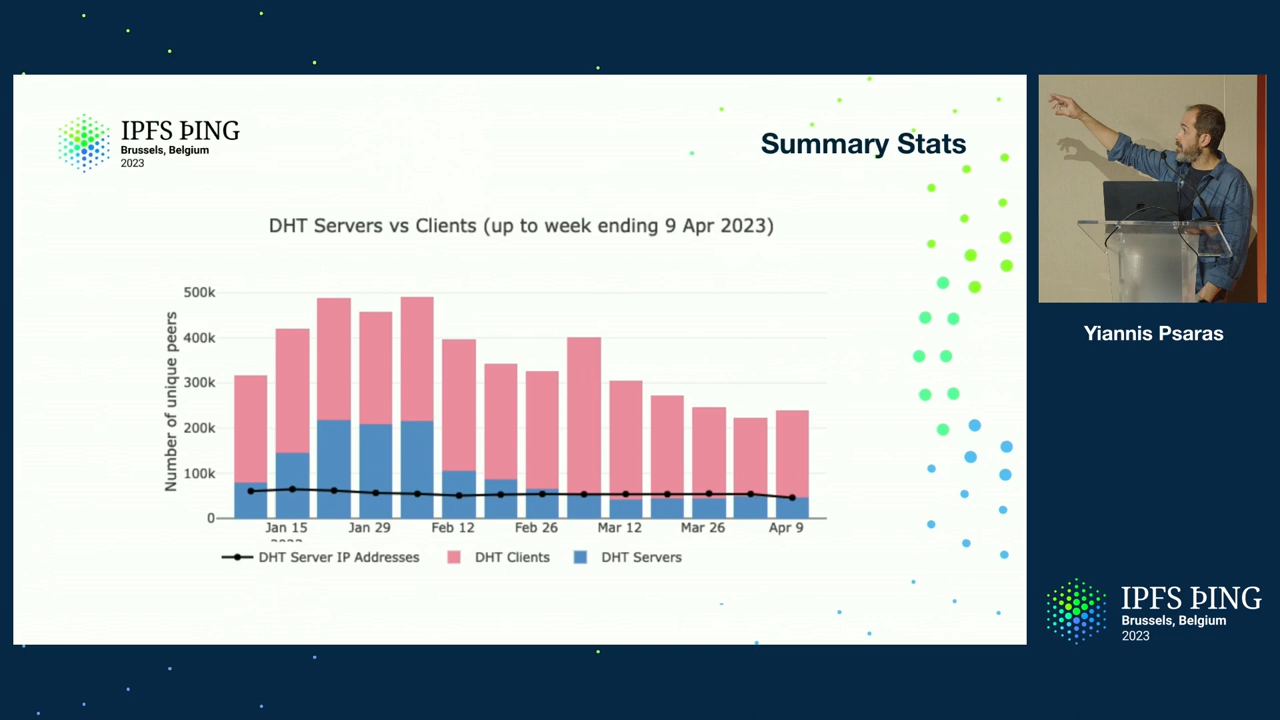 IPFS ÞING
Brussels, Belgium
2023
Summary Stats
DHT Servers vs Clients (up to week ending 9 Apr 2023)
Number of unique peers
500k
400k
300k
200k
100k
0
Jan 15
2023
Jan 29
Feb 12
Feb 26
Mar 12
Mar 26
Apr 9
DHT Server IP Addresses
DHT Clients
DHT Servers
Yiannis Psaras
IPFS ÞING
Brussels, Belgium
2023